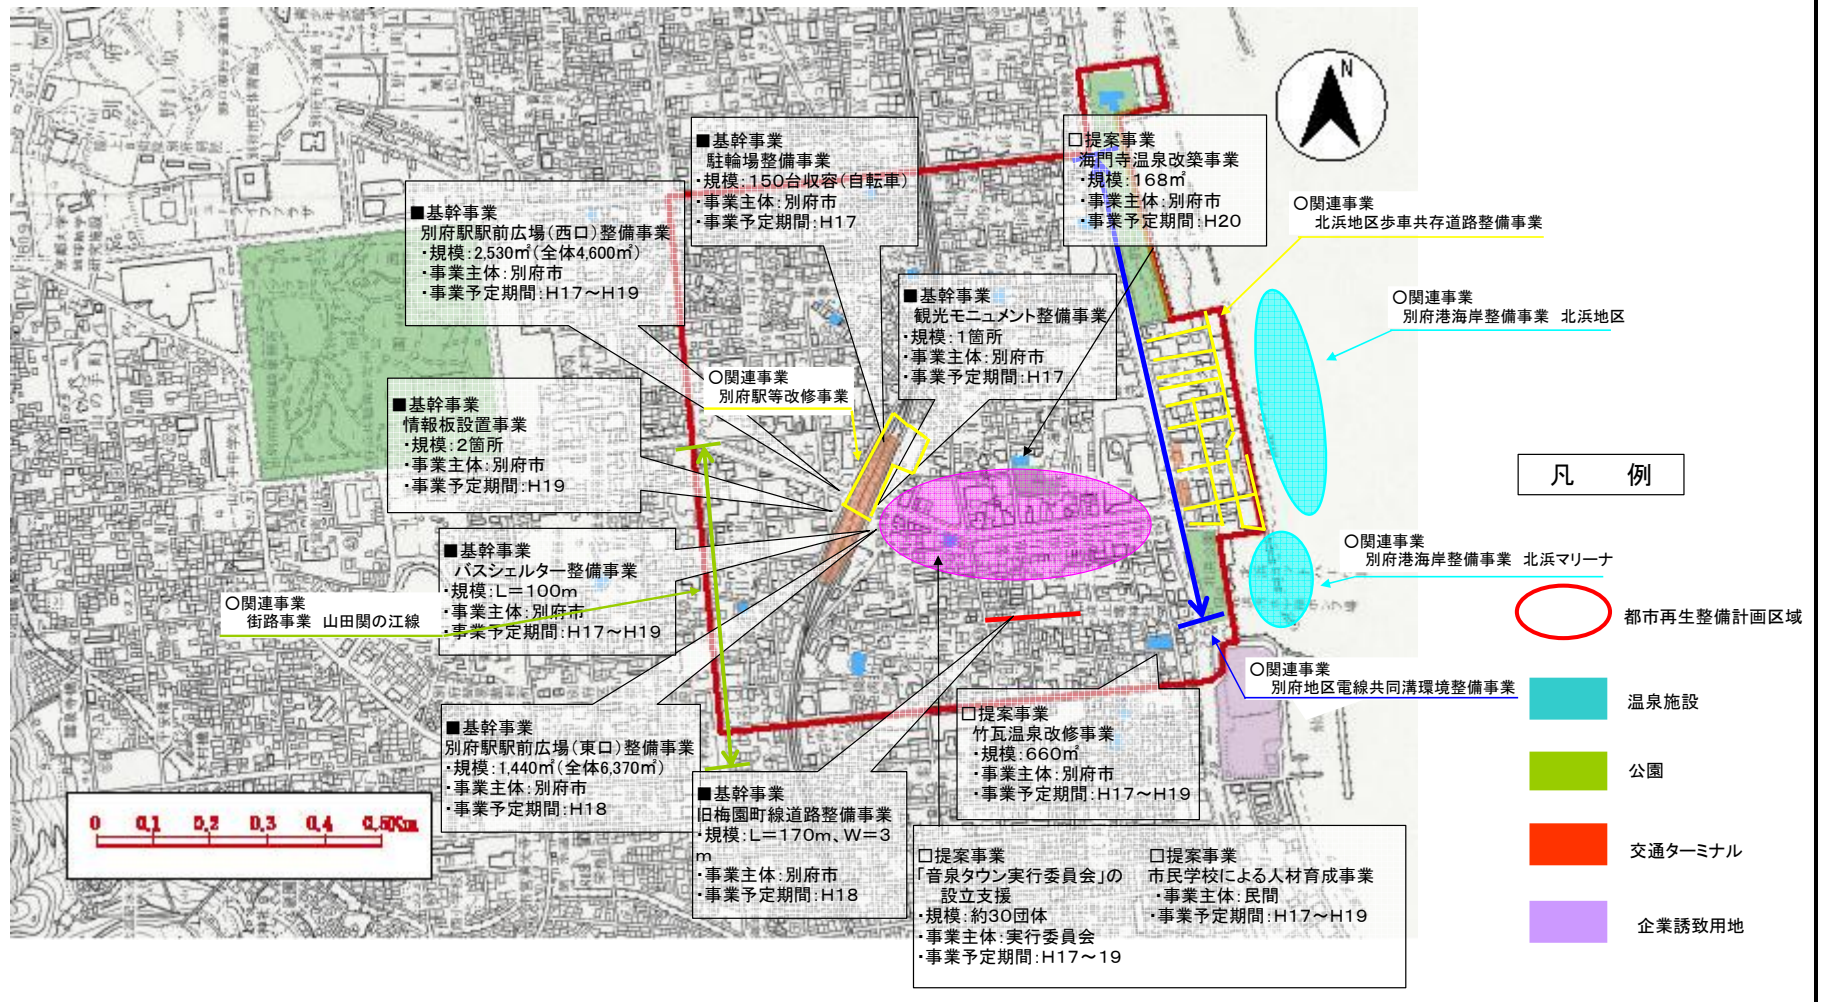 N
■基幹事業
駐輪場整備事業
・規模:150台収容(自転車)
・事業主体:別府市
・事業予定期間:H17
□提案事業
海門寺温泉改築事業
・規模:168㎡
・事業主体:別府市
・事業予定期間:H20
■基幹事業
別府駅駅前広場(西口)整備事業
・規模:2,530㎡(全体4,600㎡)
・事業主体:別府市
・事業予定期間:H17～H19
○関連事業
北浜地区歩車共存道路整備事業
■基幹事業
観光モニュメント整備事業
・規模:1箇所
・事業主体:別府市
・事業予定期間:H17
○関連事業
別府港海岸整備事業 北浜地区
○関連事業
別府駅等改修事業
■基幹事業
情報板設置事業
・規模:2箇所
・事業主体:別府市
・事業予定期間:H19
凡 例
■基幹事業
バスシェルター整備事業
・規模:L=100m
・事業主体:別府市
・事業予定期間:H17～H19
○関連事業
別府港海岸整備事業 北浜マリーナ
○関連事業
街路事業 山田関の江線
都市再生整備計画区域
○関連事業
別府地区電線共同溝環境整備事業
温泉施設
■基幹事業
別府駅駅前広場(東口)整備事業
・規模:1,440㎡(全体6,370㎡)
・事業主体:別府市
・事業予定期間:H18
□提案事業
竹瓦温泉改修事業
・規模:660㎡
・事業主体:別府市
・事業予定期間:H17～H19
公園
■基幹事業
旧梅園町線道路整備事業
・規模:L=170m、W=3
m
・事業主体:別府市
・事業予定期間:H18
0 0.1 0.2 0.3 0.4 0.5Km
交通ターミナル
□提案事業
「音泉タウン実行委員会」の
設立支援
・規模:約30団体
・事業主体:実行委員会
・事業予定期間:H17～19
□提案事業
市民学校による人材育成事業
・事業主体:民間
・事業予定期間:H17～H19
企業誘致用地